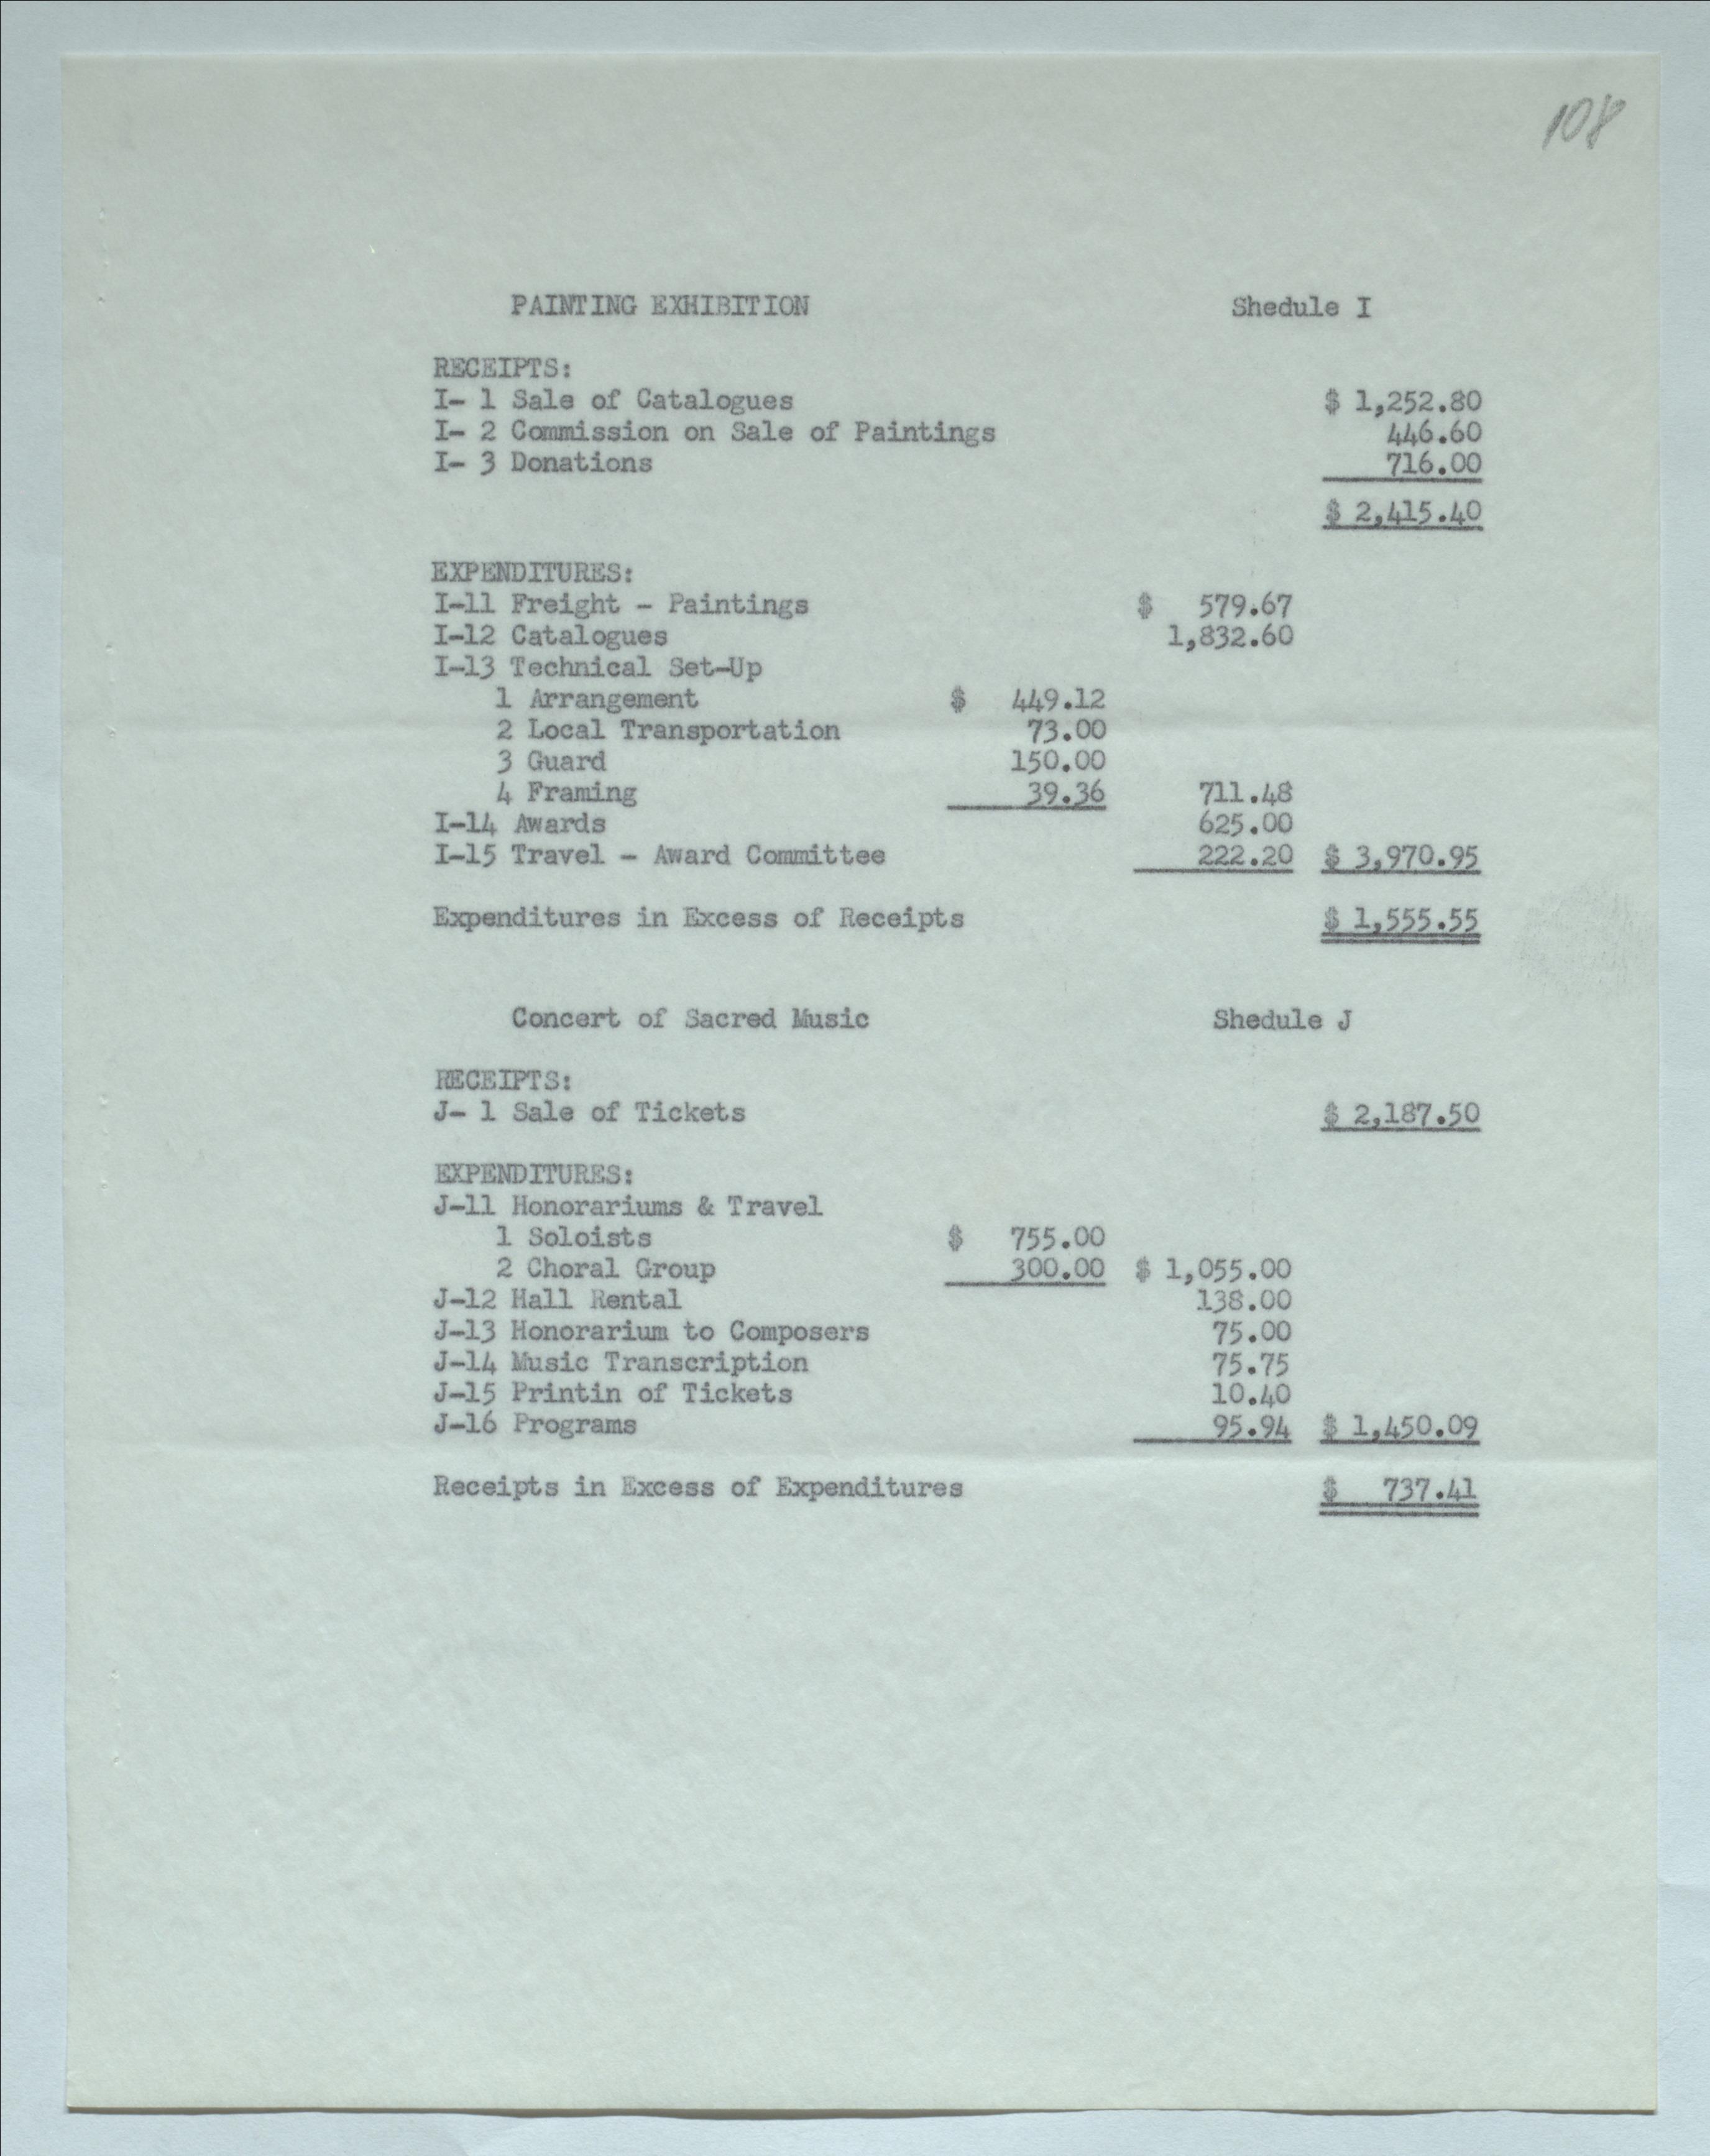 108
PAINTING EXHIBITION Shedule I
RECEIPTS:
I- 1 Sale of Catalogues $ 1,252.80
I- 2 Commission on Sale of Paintings 446.60
I- 3 Donations 716.00
$ 2,415.40
EXPENDITURES:
I-11 Freight - Paintings $ 579.67
I-12 Catalogues 1,832.60
I-13 Technical Set-Up
1 Arrangement $ 449.12
2 Local Transportation 73.00
3 Guard 150.00
4 Framing 39.36 711.48
I-14 Awards 625.00
I-15 Travel - Award Committee 222.20 $ 3,970.95
Expenditures in Excess of Receipts $ 1,555.55
Concert of Sacred Music Shedule J
RECEIPTS:
J- 1 Sale of Tickets $ 2,187.50
EXPENDITURES:
J-11 Honorariums & Travel
1 Soloists $ 755.00
2 Choral Group 300.00 $ 1,055.00
J-12 Hall Rental 138.00
J-13 Honorarium to Composers 75.00
J-14 Music Transcription 75.75
J-15 Printin of Tickets 10.40
J-16 Programs 95.94 $ 1,450.09
Receipts in Excess of Expenditures $ 737.41